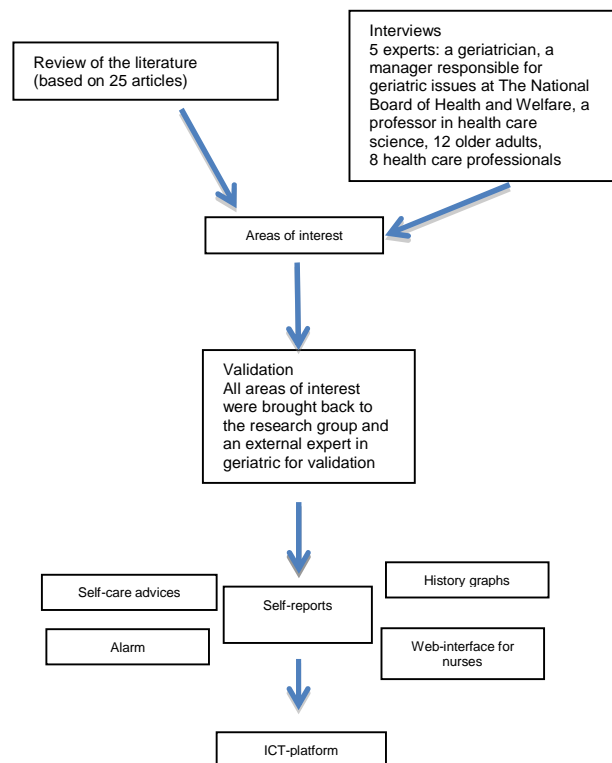 Review of the literature
(based on 25 articles)
Interviews
5 experts: a geriatrician, a
manager responsible for
geriatric issues at The National
Board of Health and Welfare, a
professor in health care
science, 12 older adults,
8 health care professionals
Areas of interest
Validation
All areas of interest
were brought back to
the research group and
an external expert in
geriatric for validation
Self-care advices
Self-reports
History graphs
Alarm
Web-interface for
nurses
ICT-platform